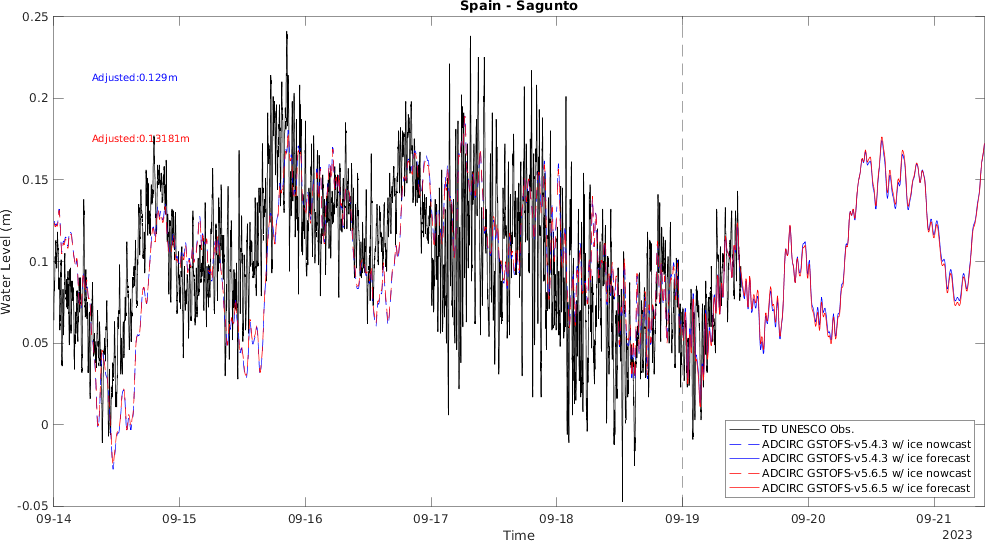 Spain - Sagunto
0.25
0.2
0.15
0.1
0.05
0
-0.05
Water Level (m)
Adjusted:0.129m
Adjusted:0.13181m
TD UNESCO Obs.
ADCIRC GSTOFS-v5.4.3 w/ ice nowcast
ADCIRC GSTOFS-v5.4.3 w/ ice forecast
ADCIRC GSTOFS-v5.6.5 w/ ice nowcast
ADCIRC GSTOFS-v5.6.5 w/ ice forecast
09-14 09-15 09-16 09-17 09-18 09-19 09-20 09-21
Time
2023